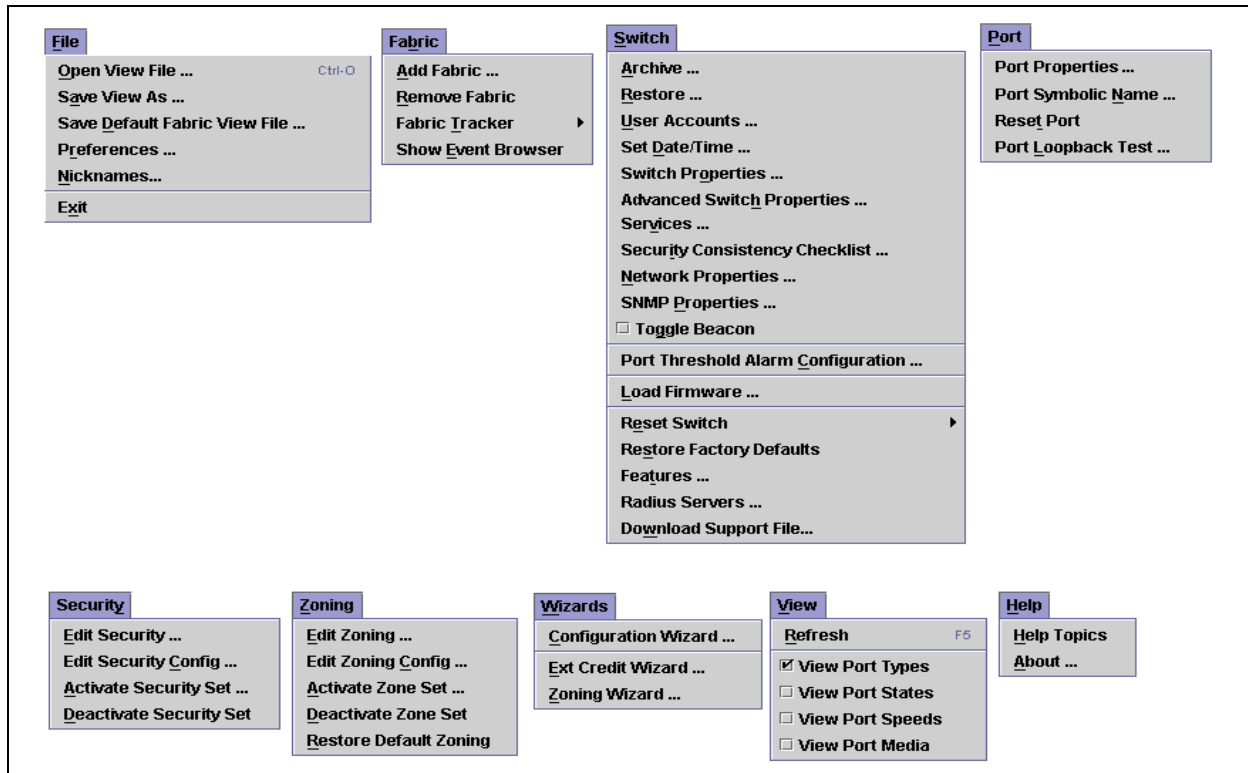 File
Open View File ... Ctrl-O
Save View As ...
Save Default Fabric View File ...
Preferences ...
Nicknames...
Exit
Fabric
Add Fabric ...
Remove Fabric
Fabric Tracker
Show Event Browser
Switch
Archive ...
Restore ...
User Accounts ...
Set Date/Time ...
Switch Properties ...
Advanced Switch Properties ...
Services ...
Security Consistency Checklist ...
Network Properties ...
SNMP Properties ...
Toggle Beacon
Port Threshold Alarm Configuration ...
Load Firmware ...
Reset Switch
Restore Factory Defaults
Features ...
Radius Servers ...
Download Support File...
Port
Port Properties ...
Port Symbolic Name ...
Reset Port
Port Loopback Test ...
Security
Edit Security ...
Edit Security Config ...
Activate Security Set ...
Deactivate Security Set
Zoning
Edit Zoning ...
Edit Zoning Config ...
Activate Zone Set ...
Deactivate Zone Set
Restore Default Zoning
Wizards
Configuration Wizard ...
Ext Credit Wizard ...
Zoning Wizard ...
View
Refresh F5
View Port Types
View Port States
View Port Speeds
View Port Media
Help
Help Topics
About ...